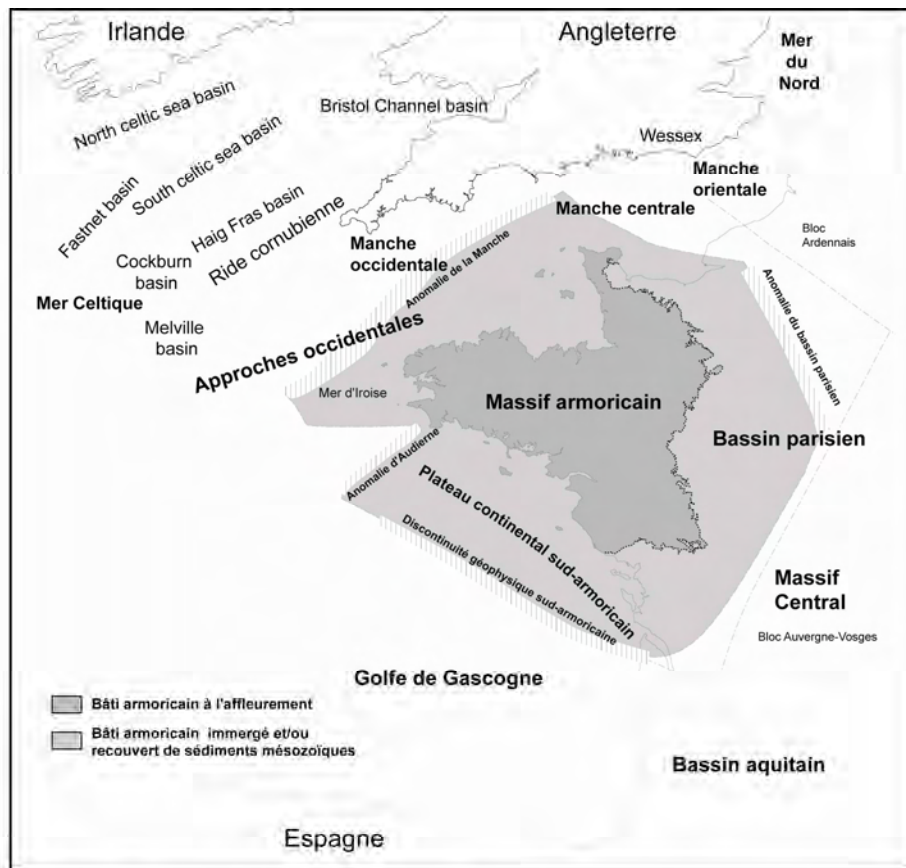 Irlande
Angleterre
Mer
du
Nord
North celtic sea basin
Bristol Channel basin
Wessex
South celtic sea basin
Manche
orientale
Fastnet basin
Haig Fras basin
Ride cornubienne
Manche centrale
Bloc
Ardennais
Manche
occidentale
Anomalie de la Manche
Cockburn
basin
Mer Celtique
Melville
basin
Anomalie du bassin parisien
Approches occidentales
Mer d'Iroise
Massif armoricain
Bassin parisien
Anomalie d'Audierne
Plateau continental sud-armoricain
Discontinuité géophysique sud-armoricaine
Massif
Central
Bloc Auvergne-Vosges
Golfe de Gascogne
Bâti armoricain à l'affleurement
Bâti armoricain immergé et/ou
recouvert de sédiments mésozoïques
Bassin aquitain
Espagne